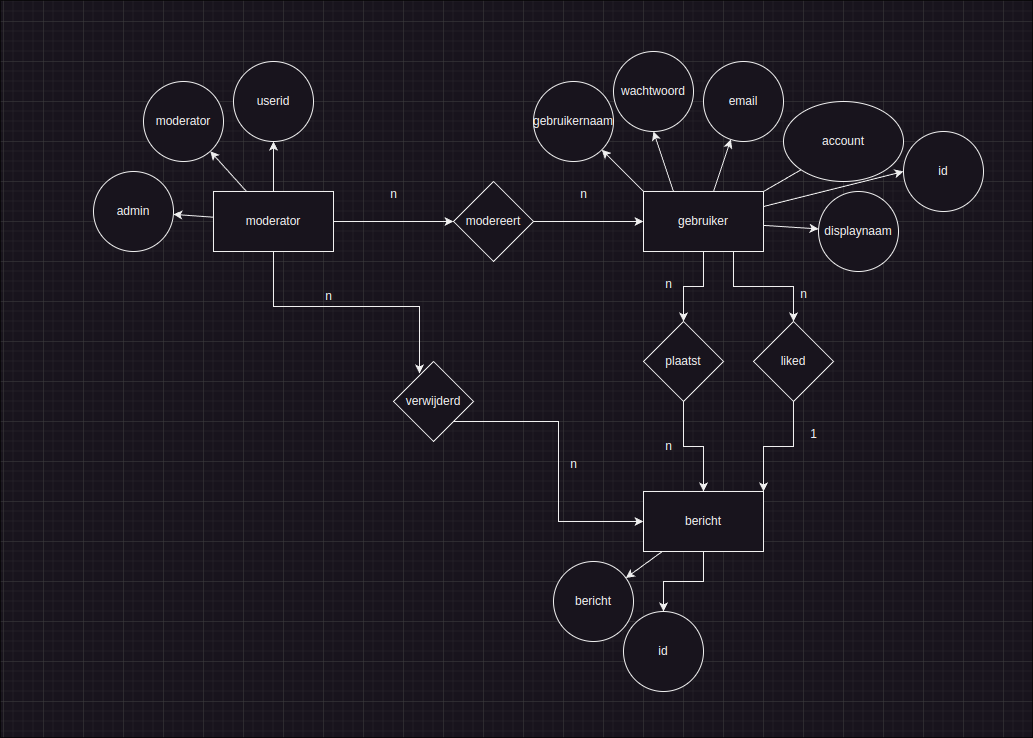 wachtwoord
userid
email
moderator
gebruikernaam
account
id
admin
n
n
moderator
modereert
gebruiker
displaynaam
n
n
n
plaatst
liked
verwijderd
1
n
n
bericht
bericht
id